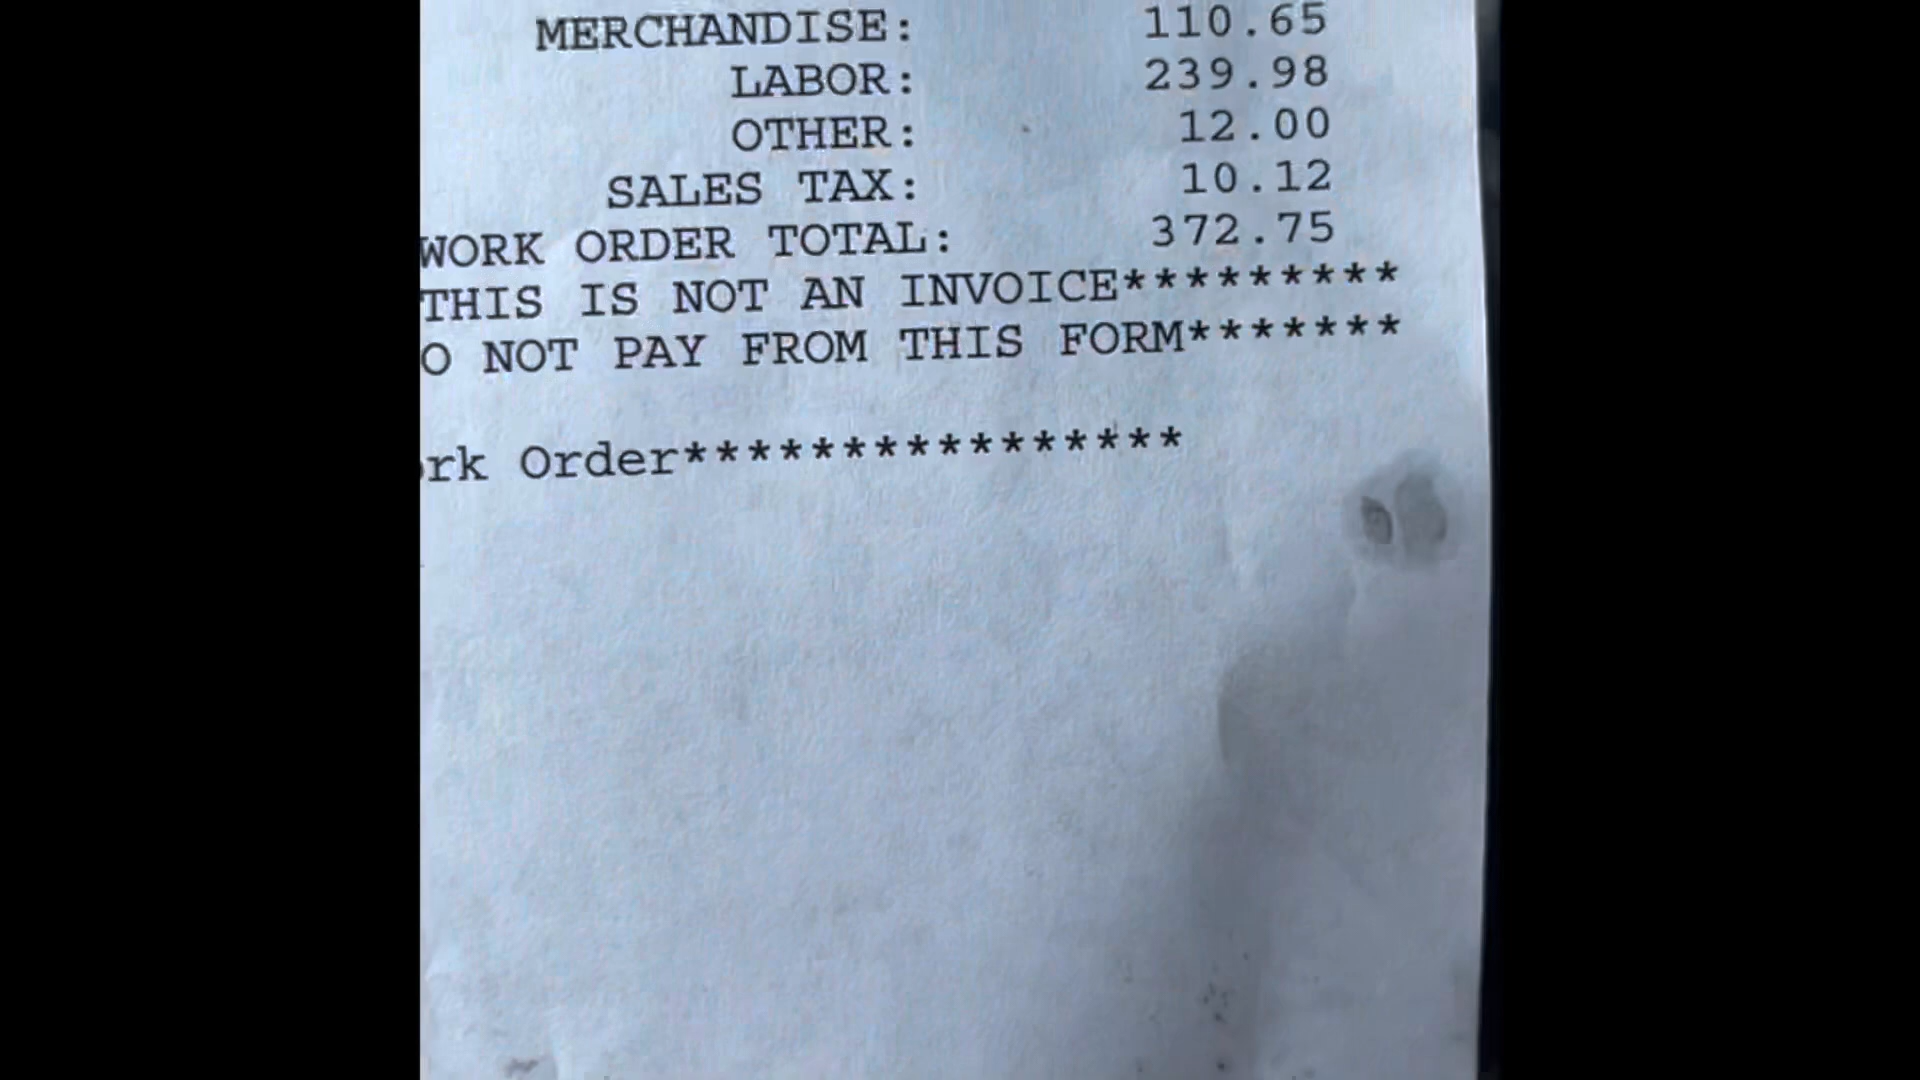 MERCHANDISE: 110.65
LABOR: 239.98
OTHER: 12.00
SALES TAX: 10.12
WORK ORDER TOTAL: 372.75
THIS IS NOT AN INVOICE*********
O NOT PAY FROM THIS FORM*******
rk Order****************